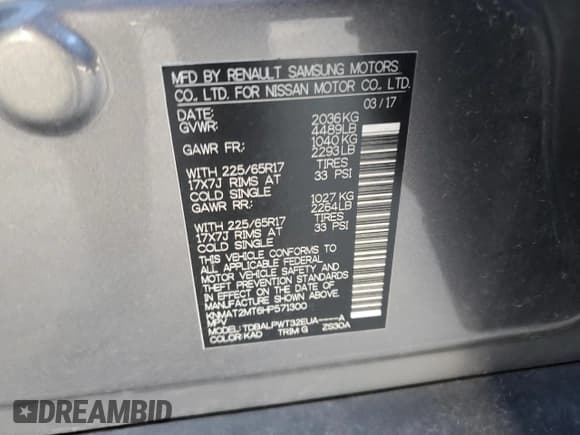 MFD BY RENAULT SAMSUNG MOTORS
CO., LTD. FOR NISSAN MOTOR CO., LTD.
DATE: 03/17
GVWR: 2036KG
4489LB
GAWR FR: 1040KG
2293LB
WITH 225/65R17 TIRES
17X7J RIMS AT 33 PSI
COLD SINGLE
GAWR RR: 1027KG
2264LB
WITH 225/65R17 TIRES
17X7J RIMS AT 33 PSI
COLD SINGLE
THIS VEHICLE CONFORMS TO
ALL APPLICABLE FEDERAL
MOTOR VEHICLE SAFETY AND
THEFT PREVENTION STANDARDS
IN EFFECT ON THE DATE OF
MANUFACTURE SHOWN ABOVE.
KNMAT2MT6HP571300
MPV
MODEL:TDBALPWT32EUA----A
COLOR:KAD TRIM:G ZS30A
DREAMBID